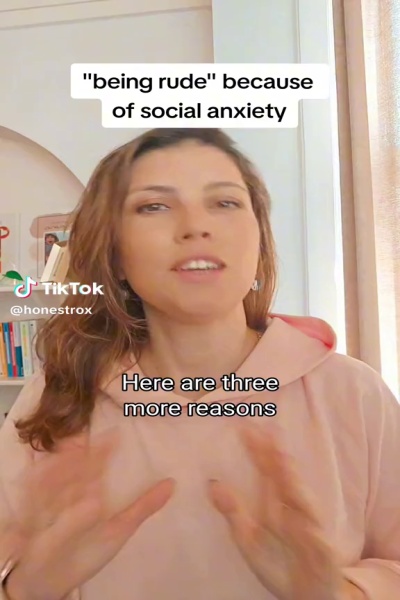 "being rude" because
of social anxiety
TikTok
@honestrox
Here are three
more reasons